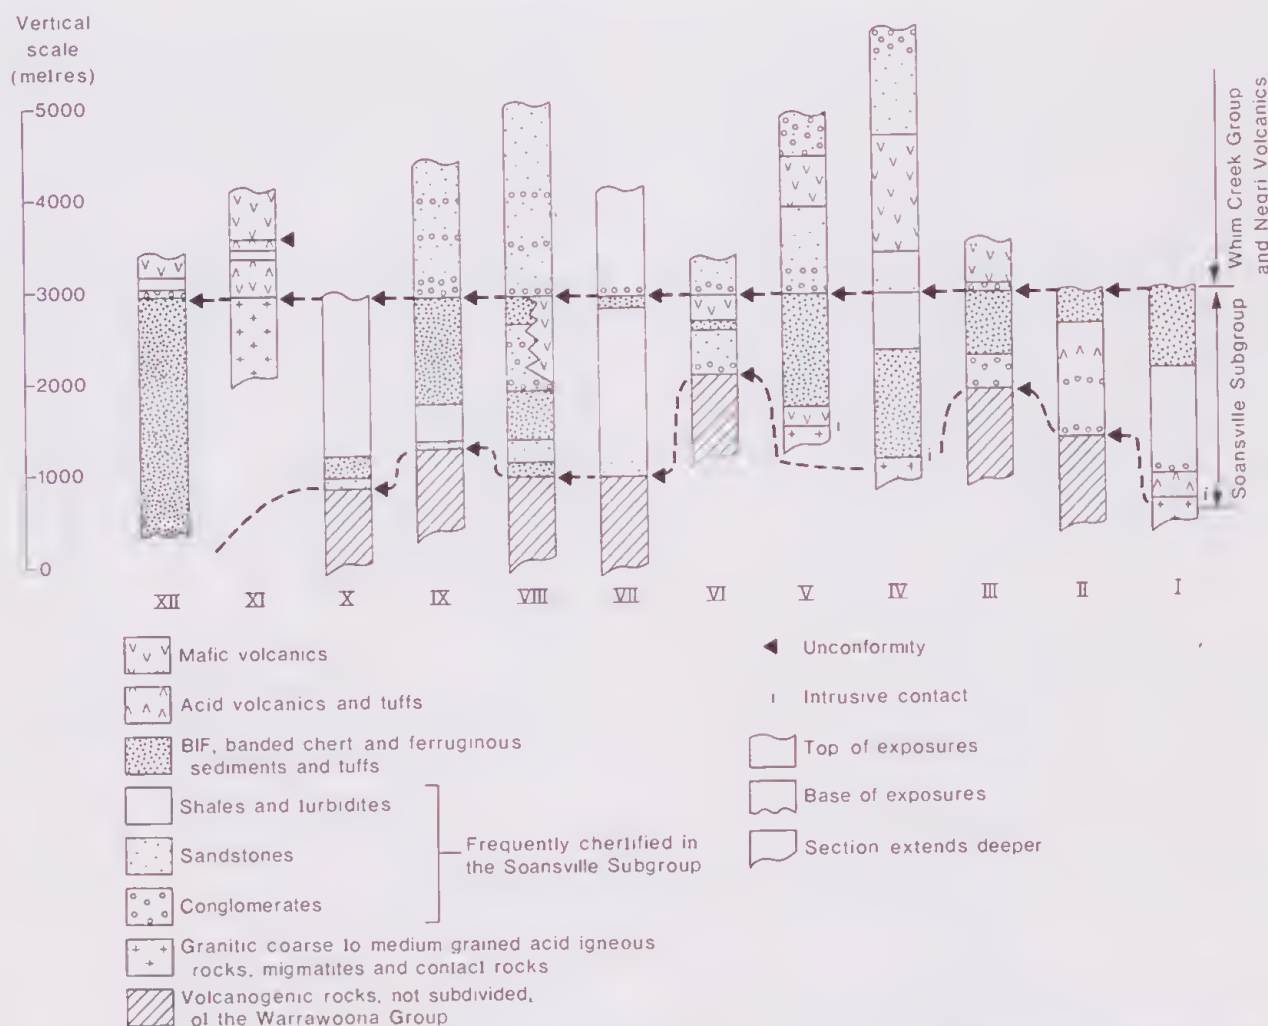 Vertical
scale
(metres)
5000
4000
3000
2000
1000
0
Whim Creek Group
and Negri Volcanics
Soansville Subgroup
i
i
i
XII
XI
X
IX
VIII
VII
VI
V
IV
III
II
I
Mafic volcanics
Acid volcanics and tuffs
BIF, banded chert and ferruginous
sediments and tuffs
Shales and turbidites
Sandstones
Conglomerates
Frequently chertified in
the Soansville Subgroup
Granitic coarse to medium grained acid igneous
rocks, migmatites and contact rocks
Volcanogenic rocks, not subdivided,
of the Warrawoona Group
Unconformity
i Intrusive contact
Top of exposures
Base of exposures
Section extends deeper